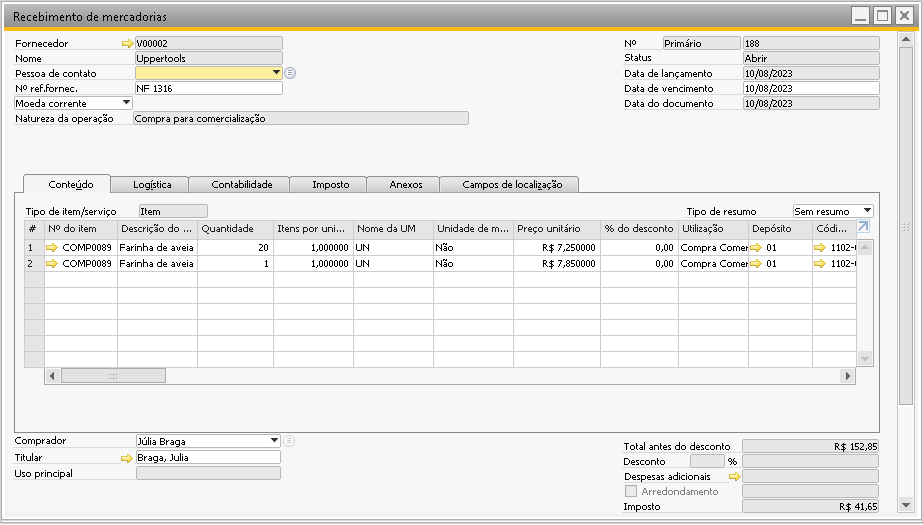 Recebimento de mercadorias
Fornecedor V00002
Nome Uppertools
Pessoa de contato
Nº ref.fornec. NF 1316
Moeda corrente
Natureza da operação Compra para comercialização
Nº Primário 188
Status Abrir
Data de lançamento 10/08/2023
Data de vencimento 10/08/2023
Data do documento 10/08/2023
Conteúdo Logística Contabilidade Imposto Anexos Campos de localização
Tipo de item/serviço Item Tipo de resumo Sem resumo
# Nº do item Descrição do ... Quantidade Itens por uni... Nome da UM Unidade de m... Preço unitário % do desconto Utilização Depósito Códi...
1 COMP0089 Farinha de aveia 20 1,000000 UN Não R$ 7,250000 0,00 Compra Comer 01 1102-0
2 COMP0089 Farinha de aveia 1 1,000000 UN Não R$ 7,850000 0,00 Compra Comer 01 1102-0
Comprador Júlia Braga
Titular Braga, Julia
Uso principal
Total antes do desconto R$ 152,85
Desconto %
Despesas adicionais
Arredondamento
Imposto R$ 41,65